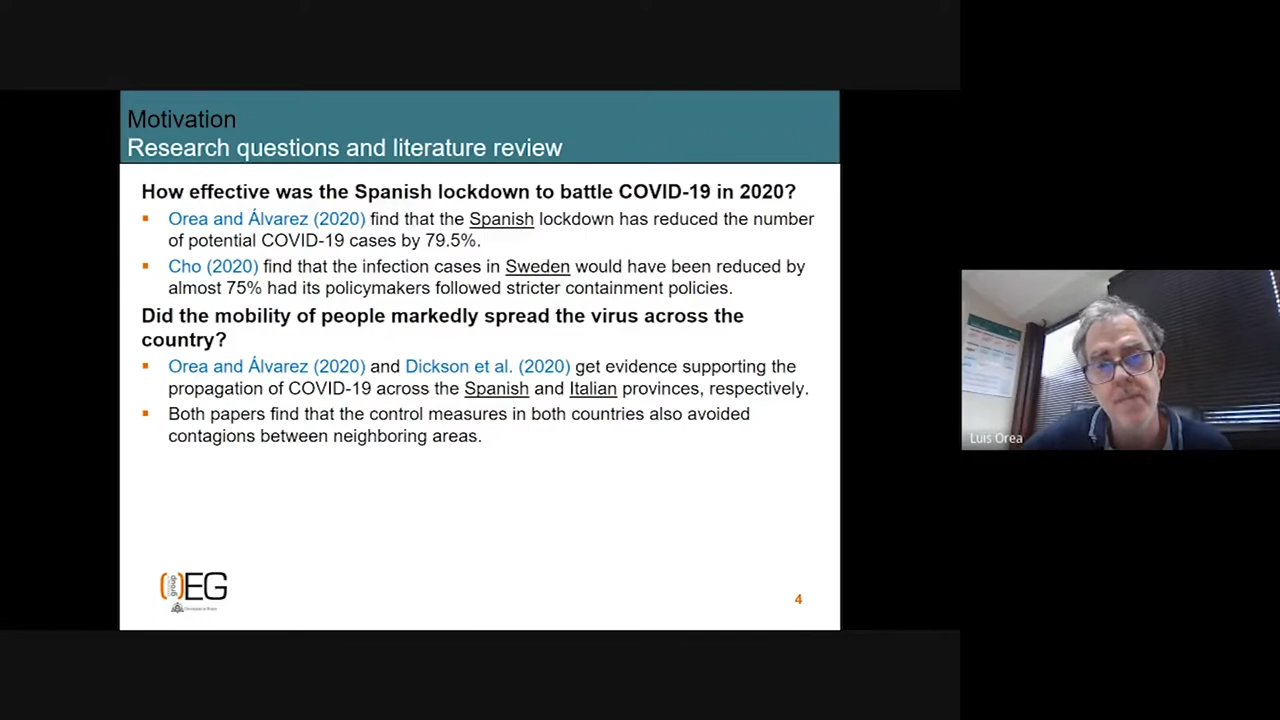 Motivation
Research questions and literature review
How effective was the Spanish lockdown to battle COVID-19 in 2020?
▪ Orea and Álvarez (2020) find that the Spanish lockdown has reduced the number
of potential COVID-19 cases by 79.5%.
▪ Cho (2020) find that the infection cases in Sweden would have been reduced by
almost 75% had its policymakers followed stricter containment policies.
Did the mobility of people markedly spread the virus across the
country?
▪ Orea and Álvarez (2020) and Dickson et al. (2020) get evidence supporting the
propagation of COVID-19 across the Spanish and Italian provinces, respectively.
▪ Both papers find that the control measures in both countries also avoided
contagions between neighboring areas.
group
EG
4
Luis Orea